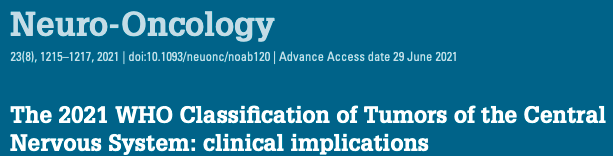 Neuro-Oncology
23(8), 1215–1217, 2021 | doi:10.1093/neuonc/noab120 | Advance Access date 29 June 2021
The 2021 WHO Classification of Tumors of the Central
Nervous System: clinical implications